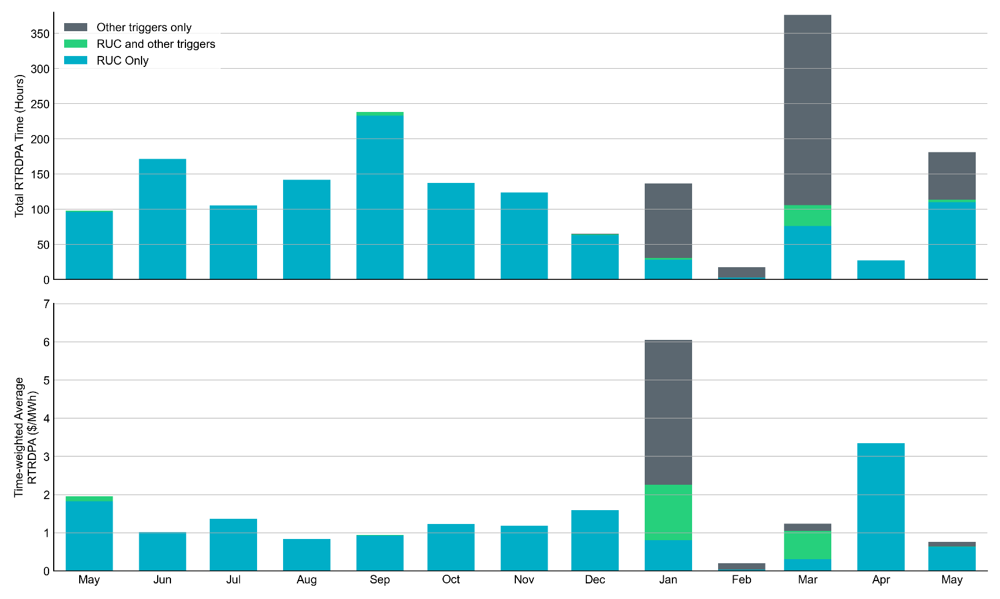 Other triggers only
RUC and other triggers
RUC Only
Total RTRDPA Time (Hours)
350
300
250
200
150
100
50
0
Time-weighted Average
RTRDPA ($/MWh)
7
6
5
4
3
2
1
0
May Jun Jul Aug Sep Oct Nov Dec Jan Feb Mar Apr May